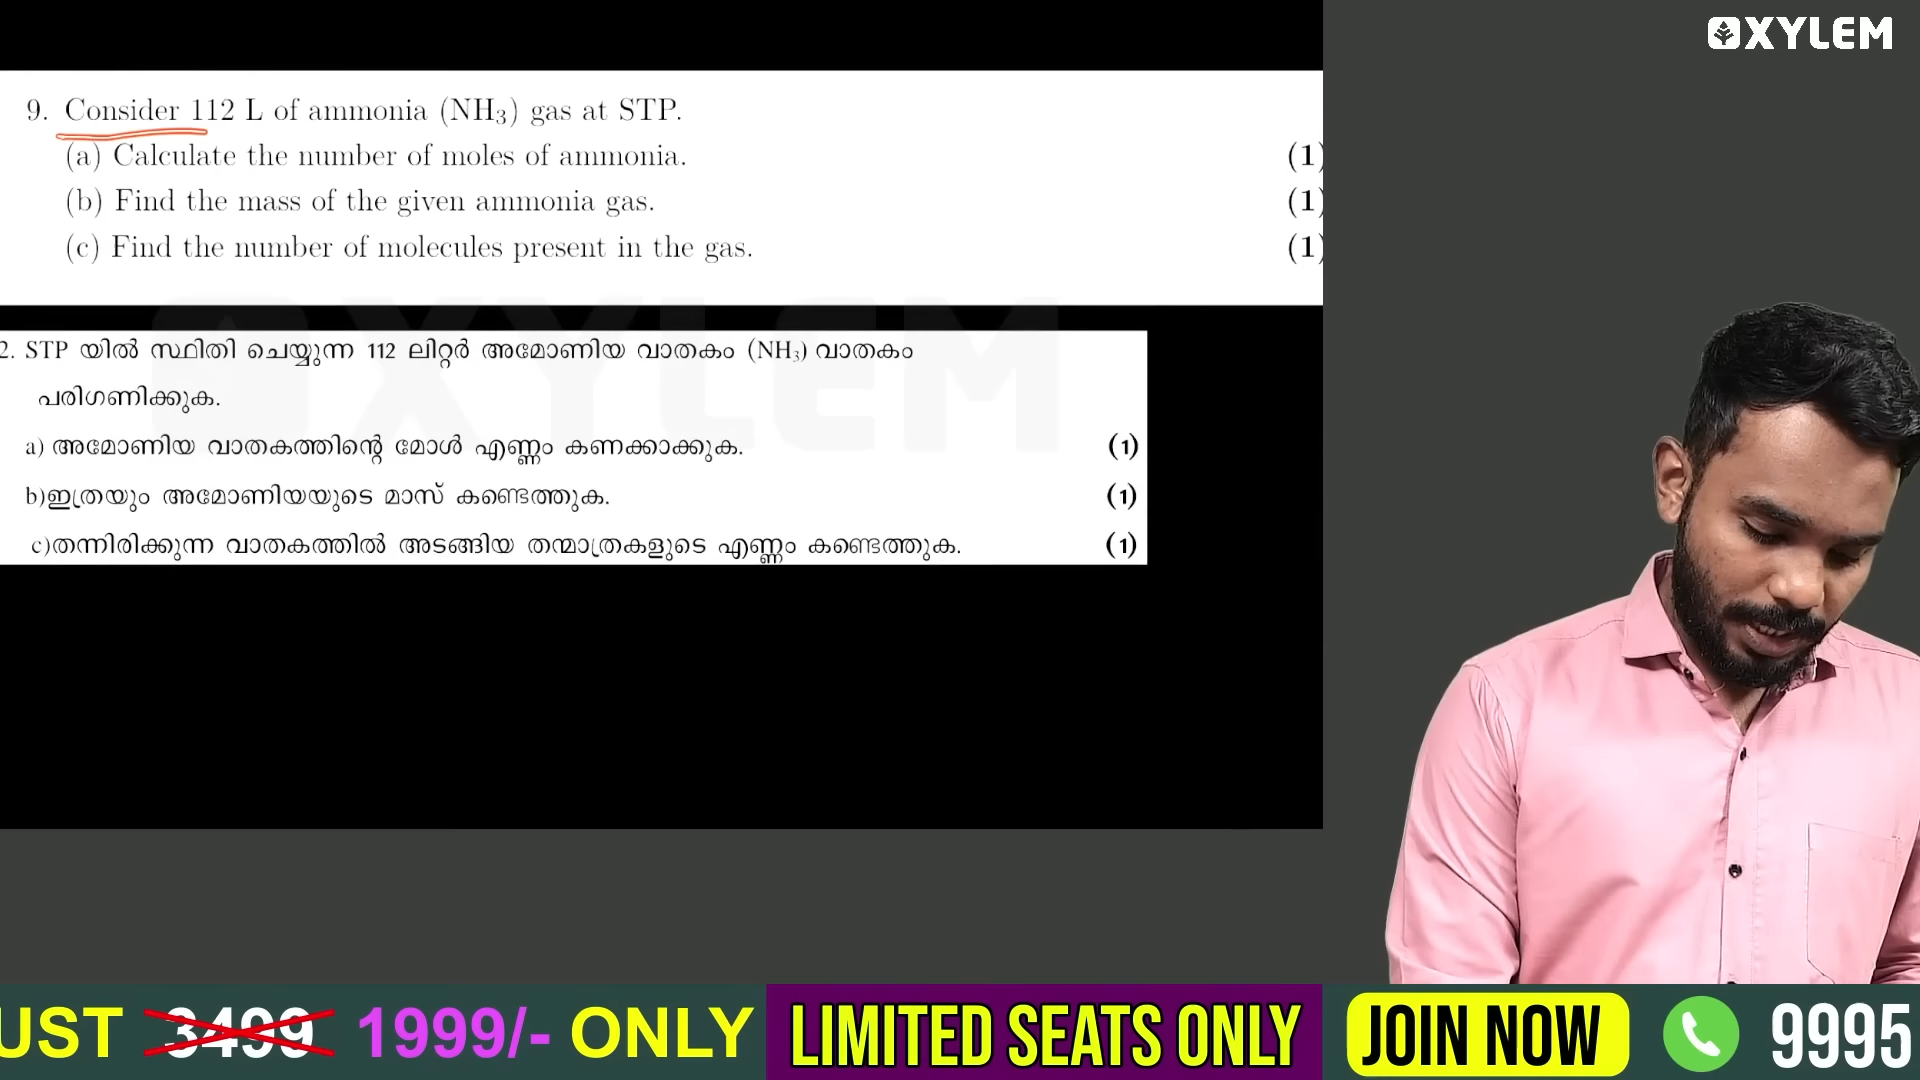 XYLEM
9. Consider 112 L of ammonia (NH₃) gas at STP.
(a) Calculate the number of moles of ammonia. (1)
(b) Find the mass of the given ammonia gas. (1)
(c) Find the number of molecules present in the gas. (1)
XYLEM
2. STP യിൽ സ്ഥിതി ചെയ്യുന്ന 112 ലിറ്റർ അമോണിയ വാതകം (NH₃) വാതകം
പരിഗണിക്കുക.
a) അമോണിയ വാതകത്തിന്റെ മോൾ എണ്ണം കണക്കാക്കുക. (1)
b)ഇത്രയും അമോണിയയുടെ മാസ് കണ്ടെത്തുക. (1)
c)തന്നിരിക്കുന്ന വാതകത്തിൽ അടങ്ങിയ തന്മാത്രകളുടെ എണ്ണം കണ്ടെത്തുക. (1)
UST 3499 1999/- ONLY LIMITED SEATS ONLY JOIN NOW 9995